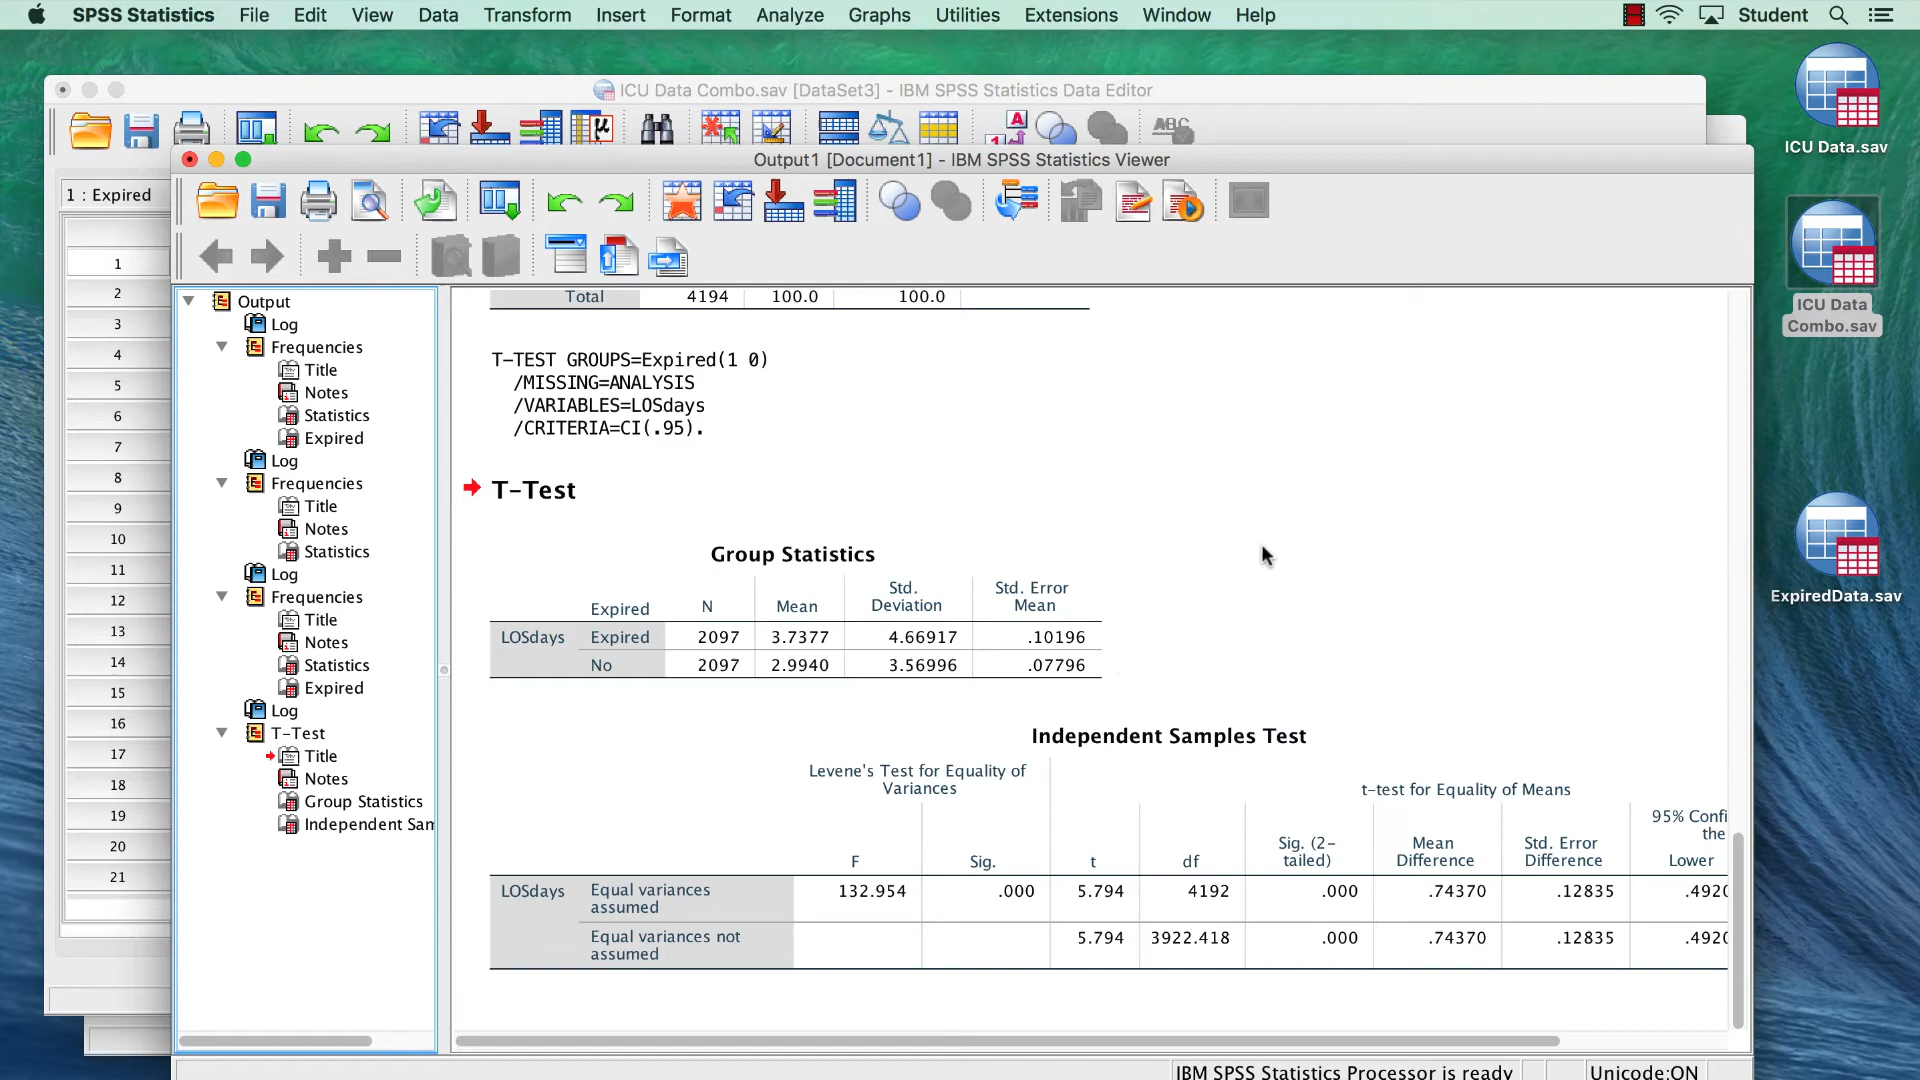 SPSS Statistics File Edit View Data Transform Insert Format Analyze Graphs Utilities Extensions Window Help Student
ICU Data Combo.sav [DataSet3] - IBM SPSS Statistics Data Editor
ICU Data.sav
ICU Data
Combo.sav
ExpiredData.sav
1 : Expired
1
2
3
4
5
6
7
8
9
10
11
12
13
14
15
16
17
18
19
20
21
Output1 [Document1] - IBM SPSS Statistics Viewer
Output
Log
Frequencies
Title
Notes
Statistics
Expired
Log
Frequencies
Title
Notes
Statistics
Log
Frequencies
Title
Notes
Statistics
Expired
Log
T-Test
Title
Notes
Group Statistics
Independent Sam
Total 4194 100.0 100.0
T-TEST GROUPS=Expired(1 0)
/MISSING=ANALYSIS
/VARIABLES=LOSdays
/CRITERIA=CI(.95).
T-Test
Group Statistics
Expired N Mean Std. Deviation Std. Error Mean
LOSdays Expired 2097 3.7377 4.66917 .10196
No 2097 2.9940 3.56996 .07796
Independent Samples Test
Levene's Test for Equality of Variances
t-test for Equality of Means
95% Confi
the
F Sig. t df Sig. (2-tailed) Mean Difference Std. Error Difference Lower
LOSdays Equal variances assumed 132.954 .000 5.794 4192 .000 .74370 .12835 .4920
Equal variances not assumed 5.794 3922.418 .000 .74370 .12835 .4920
IBM SPSS Statistics Processor is ready Unicode:ON